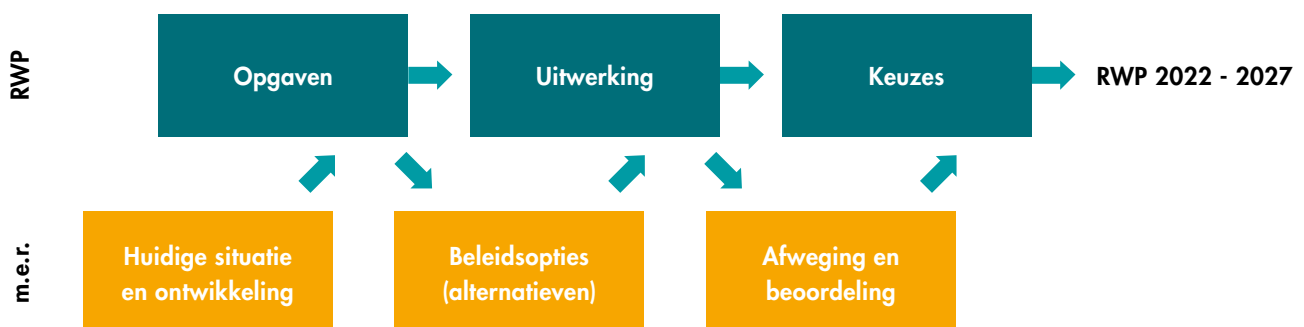 RWP
Opgaven
Uitwerking
Keuzes
RWP 2022 - 2027
m.e.r.
Huidige situatie
en ontwikkeling
Beleidsopties
(alternatieven)
Afweging en
beoordeling